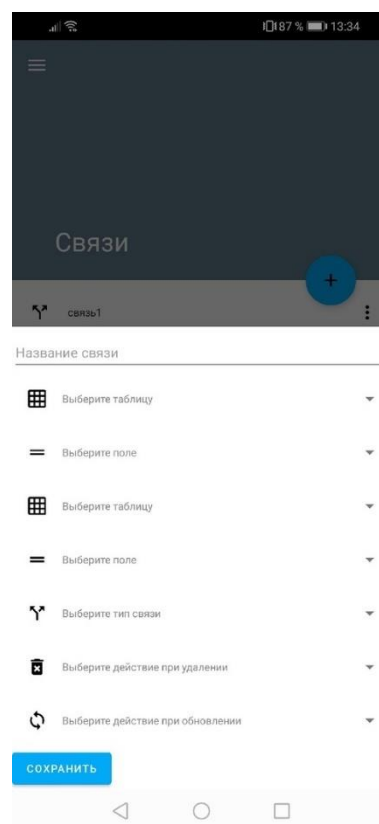 87 % 13:34
Связи
связь1
Название связи
Выберите таблицу
Выберите поле
Выберите таблицу
Выберите поле
Выберите тип связи
Выберите действие при удалении
Выберите действие при обновлении
СОХРАНИТЬ